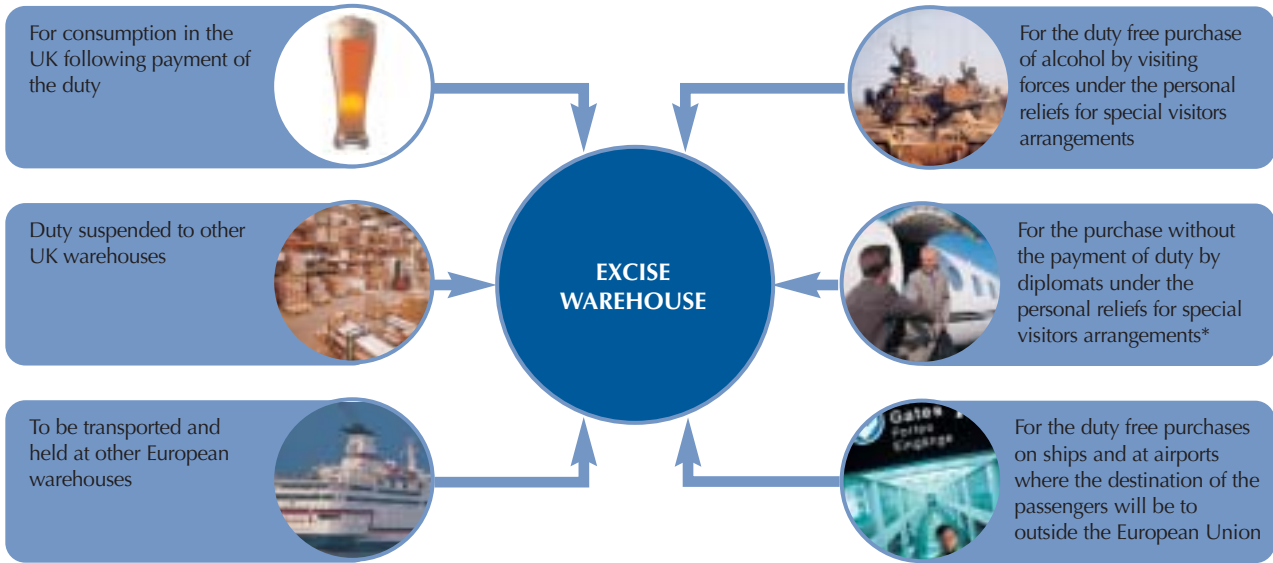 For consumption in the
UK following payment of
the duty
For the duty free purchase
of alcohol by visiting
forces under the personal
reliefs for special visitors
arrangements
Duty suspended to other
UK warehouses
EXCISE
WAREHOUSE
For the purchase without
the payment of duty by
diplomats under the
personal reliefs for special
visitors arrangements*
To be transported and
held at other European
warehouses
Gates
For the duty free purchases
on ships and at airports
where the destination of the
passengers will be to
outside the European Union